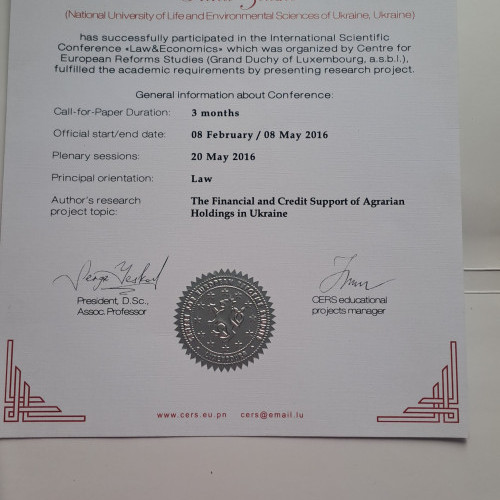 (National University of Life and Environmental Sciences of Ukraine, Ukraine)
has successfully participated in the International Scientific
Conference «Law&Economics» which was organized by Centre for
European Reforms Studies (Grand Duchy of Luxembourg, a.s.b.l.),
fulfilled the academic requirements by presenting research project.
General information about Conference:
Call-for-Paper Duration: 3 months
Official start/end date: 08 February / 08 May 2016
Plenary sessions: 20 May 2016
Principal orientation: Law
Author's research The Financial and Credit Support of Agrarian
project topic: Holdings in Ukraine
President, D.Sc., CERS educational
Assoc. Professor projects manager
www.cers.eu.pn cers@email.lu